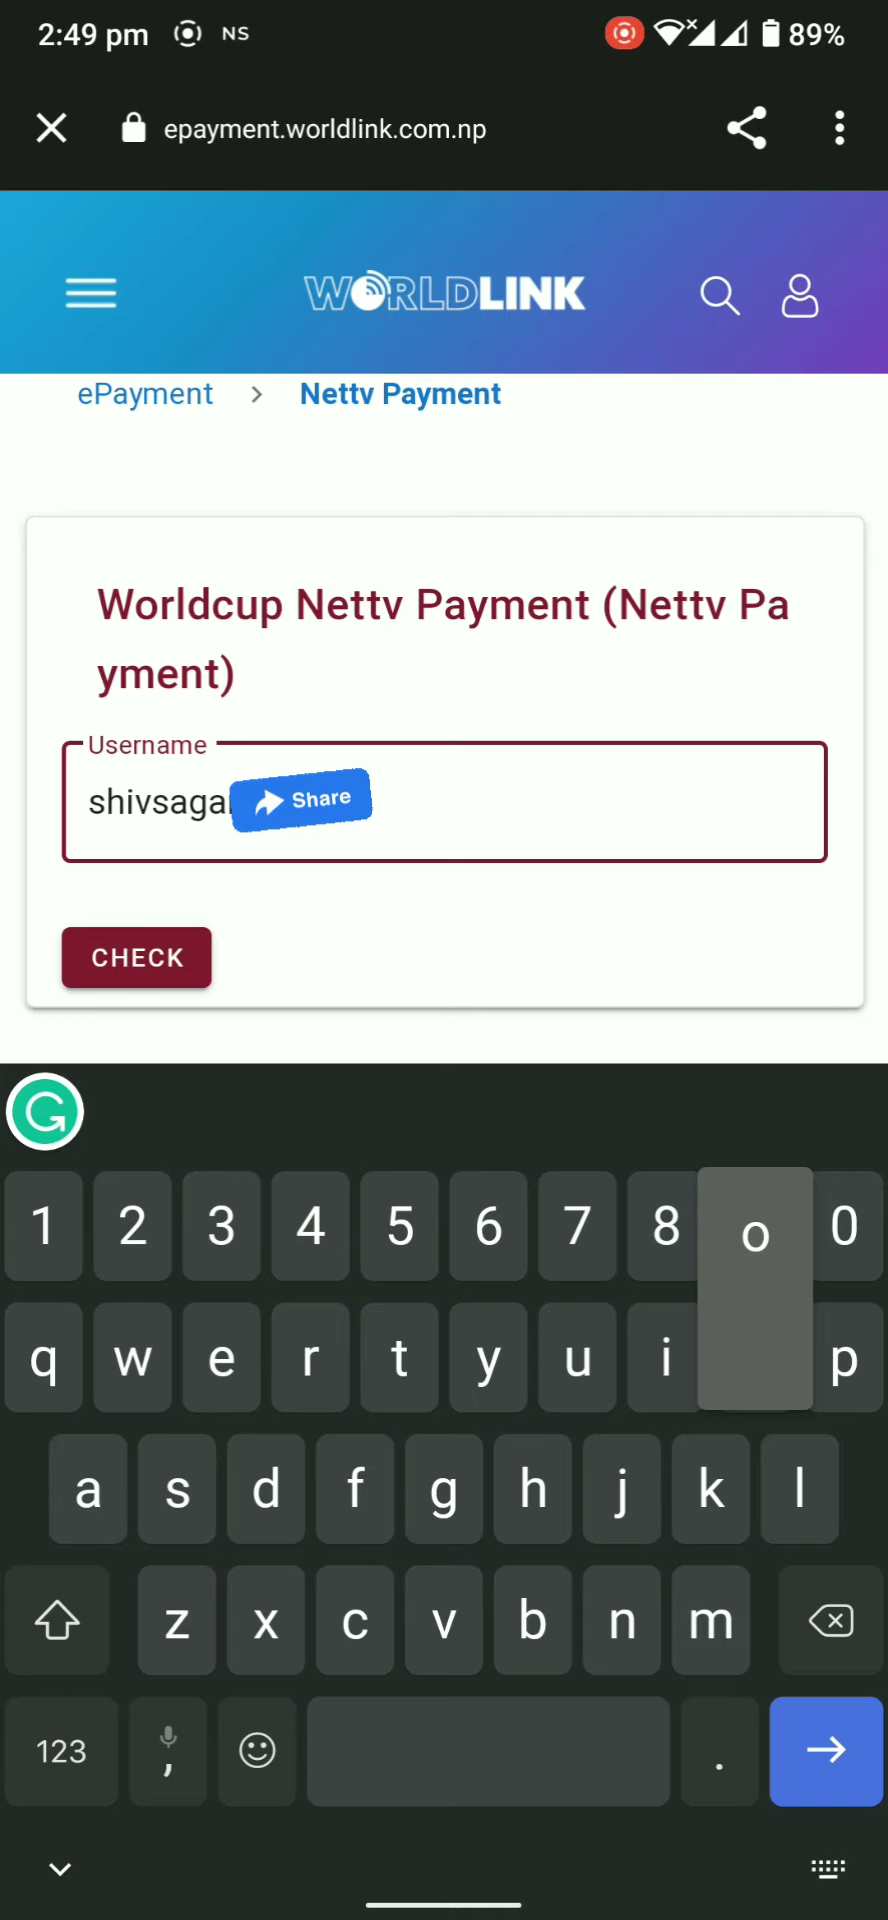 2:49 pm NS 89%
epayment.worldlink.com.np
WORLDLINK
ePayment > Nettv Payment
Worldcup Nettv Payment (Nettv Pa
yment)
Username
Share
CHECK
1 2 3 4 5 6 7 8 o 0
q w e r t y u i p
a s d f g h j k l
z x c v b n m
123 , .